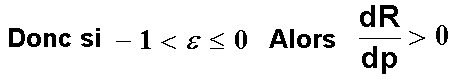 Donc si − 1 < ε ≤ 0 Alors dR/dp > 0